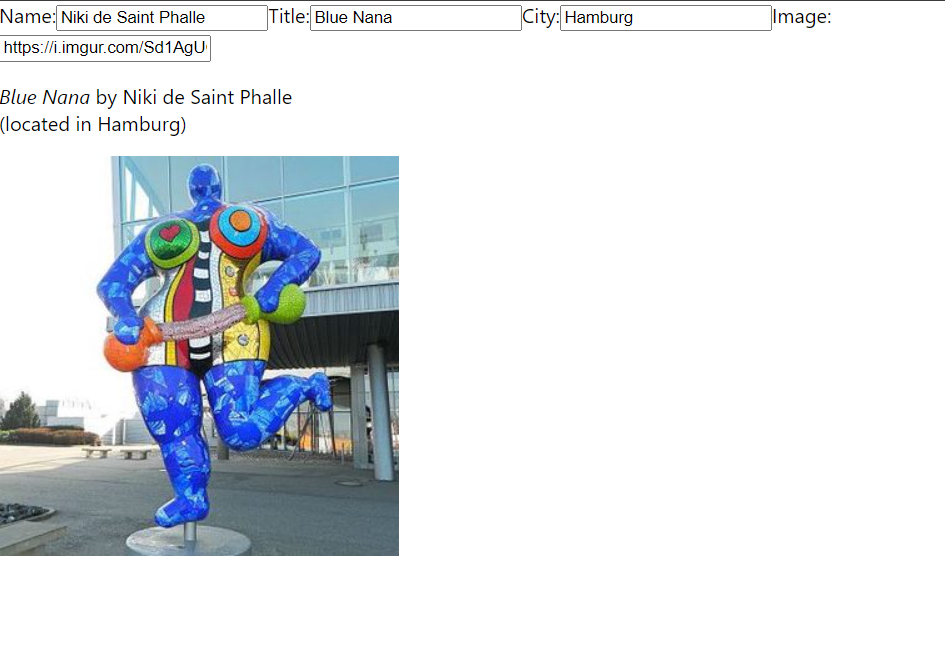 Name: Niki de Saint Phalle Title: Blue Nana City: Hamburg Image:
https://i.imgur.com/Sd1AgU
Blue Nana by Niki de Saint Phalle
(located in Hamburg)